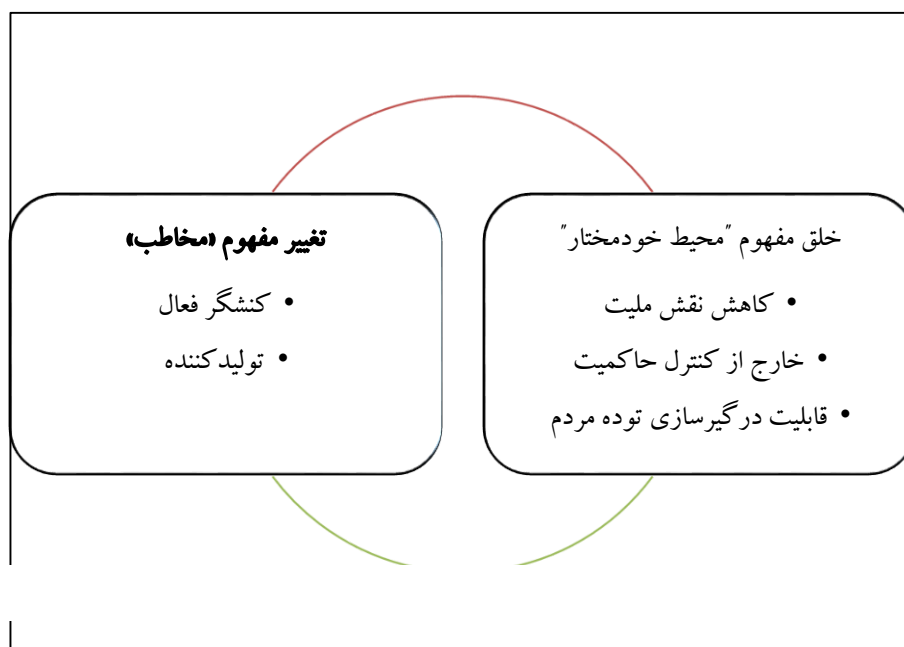 خلق مفهوم "محیط خودمختار"
• کاهش نقش ملیت
• خارج از کنترل حاکمیت
• قابلیت درگیرسازی توده مردم
تغییر مفهوم «مخاطب»
• کنشگر فعال
• تولیدکننده